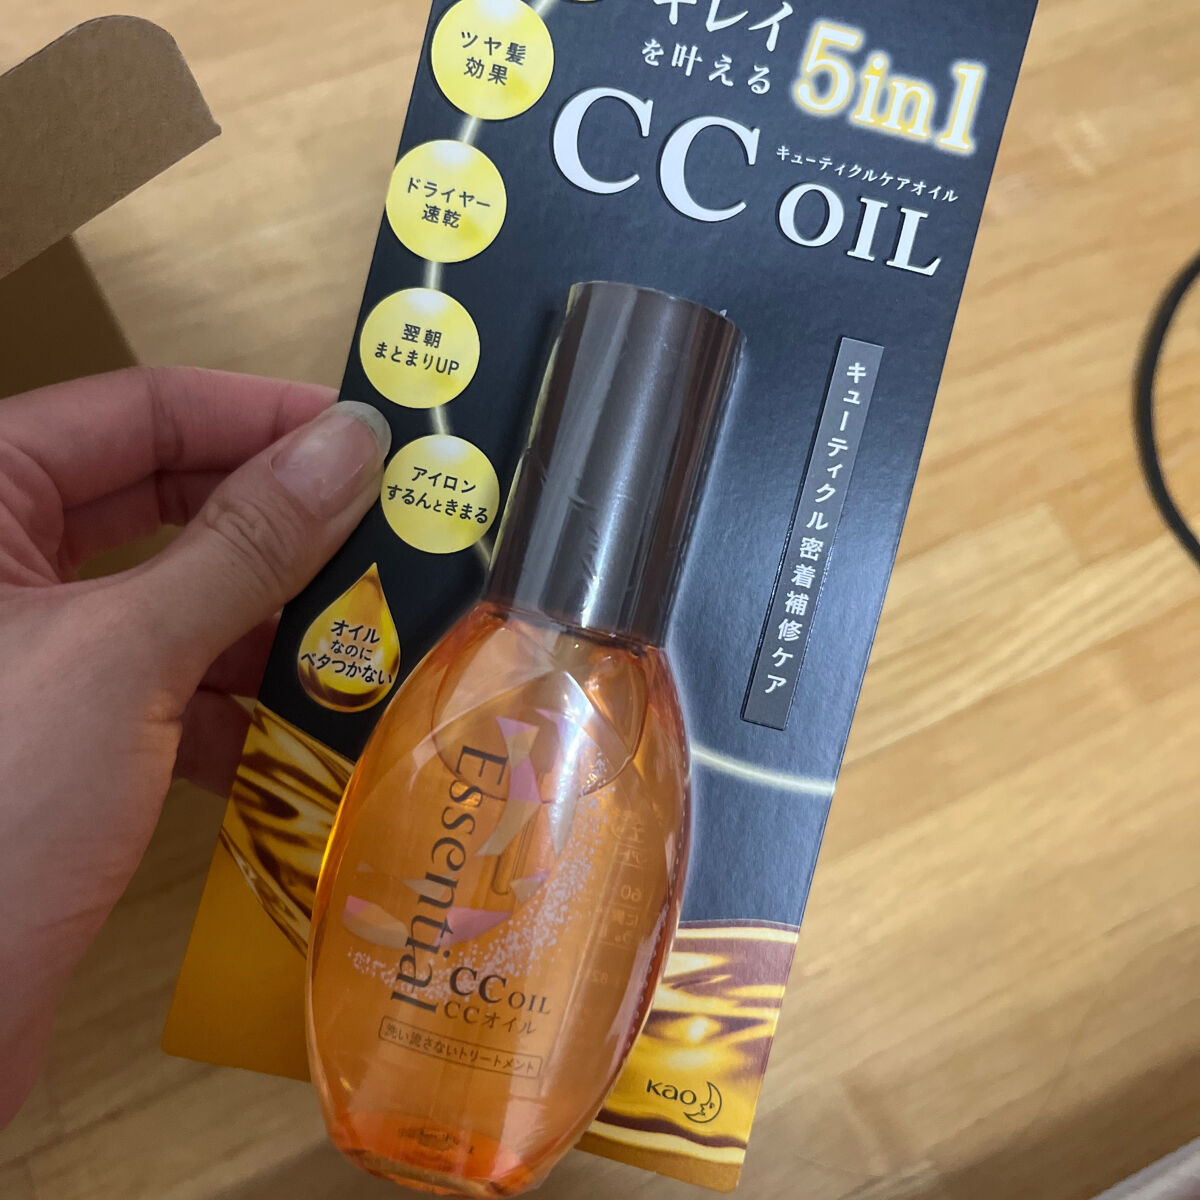 キレイ
を叶える
5in1
CC OIL
キューティクルケアオイル
ツヤ髪
効果
ドライヤー
速乾
翌朝
まとまりUP
アイロン
するんときまる
オイル
なのに
ベタつかない
キューティクル密着補修ケア
Essential
CC OIL
CCオイル
洗い流さないトリートメント
Kao